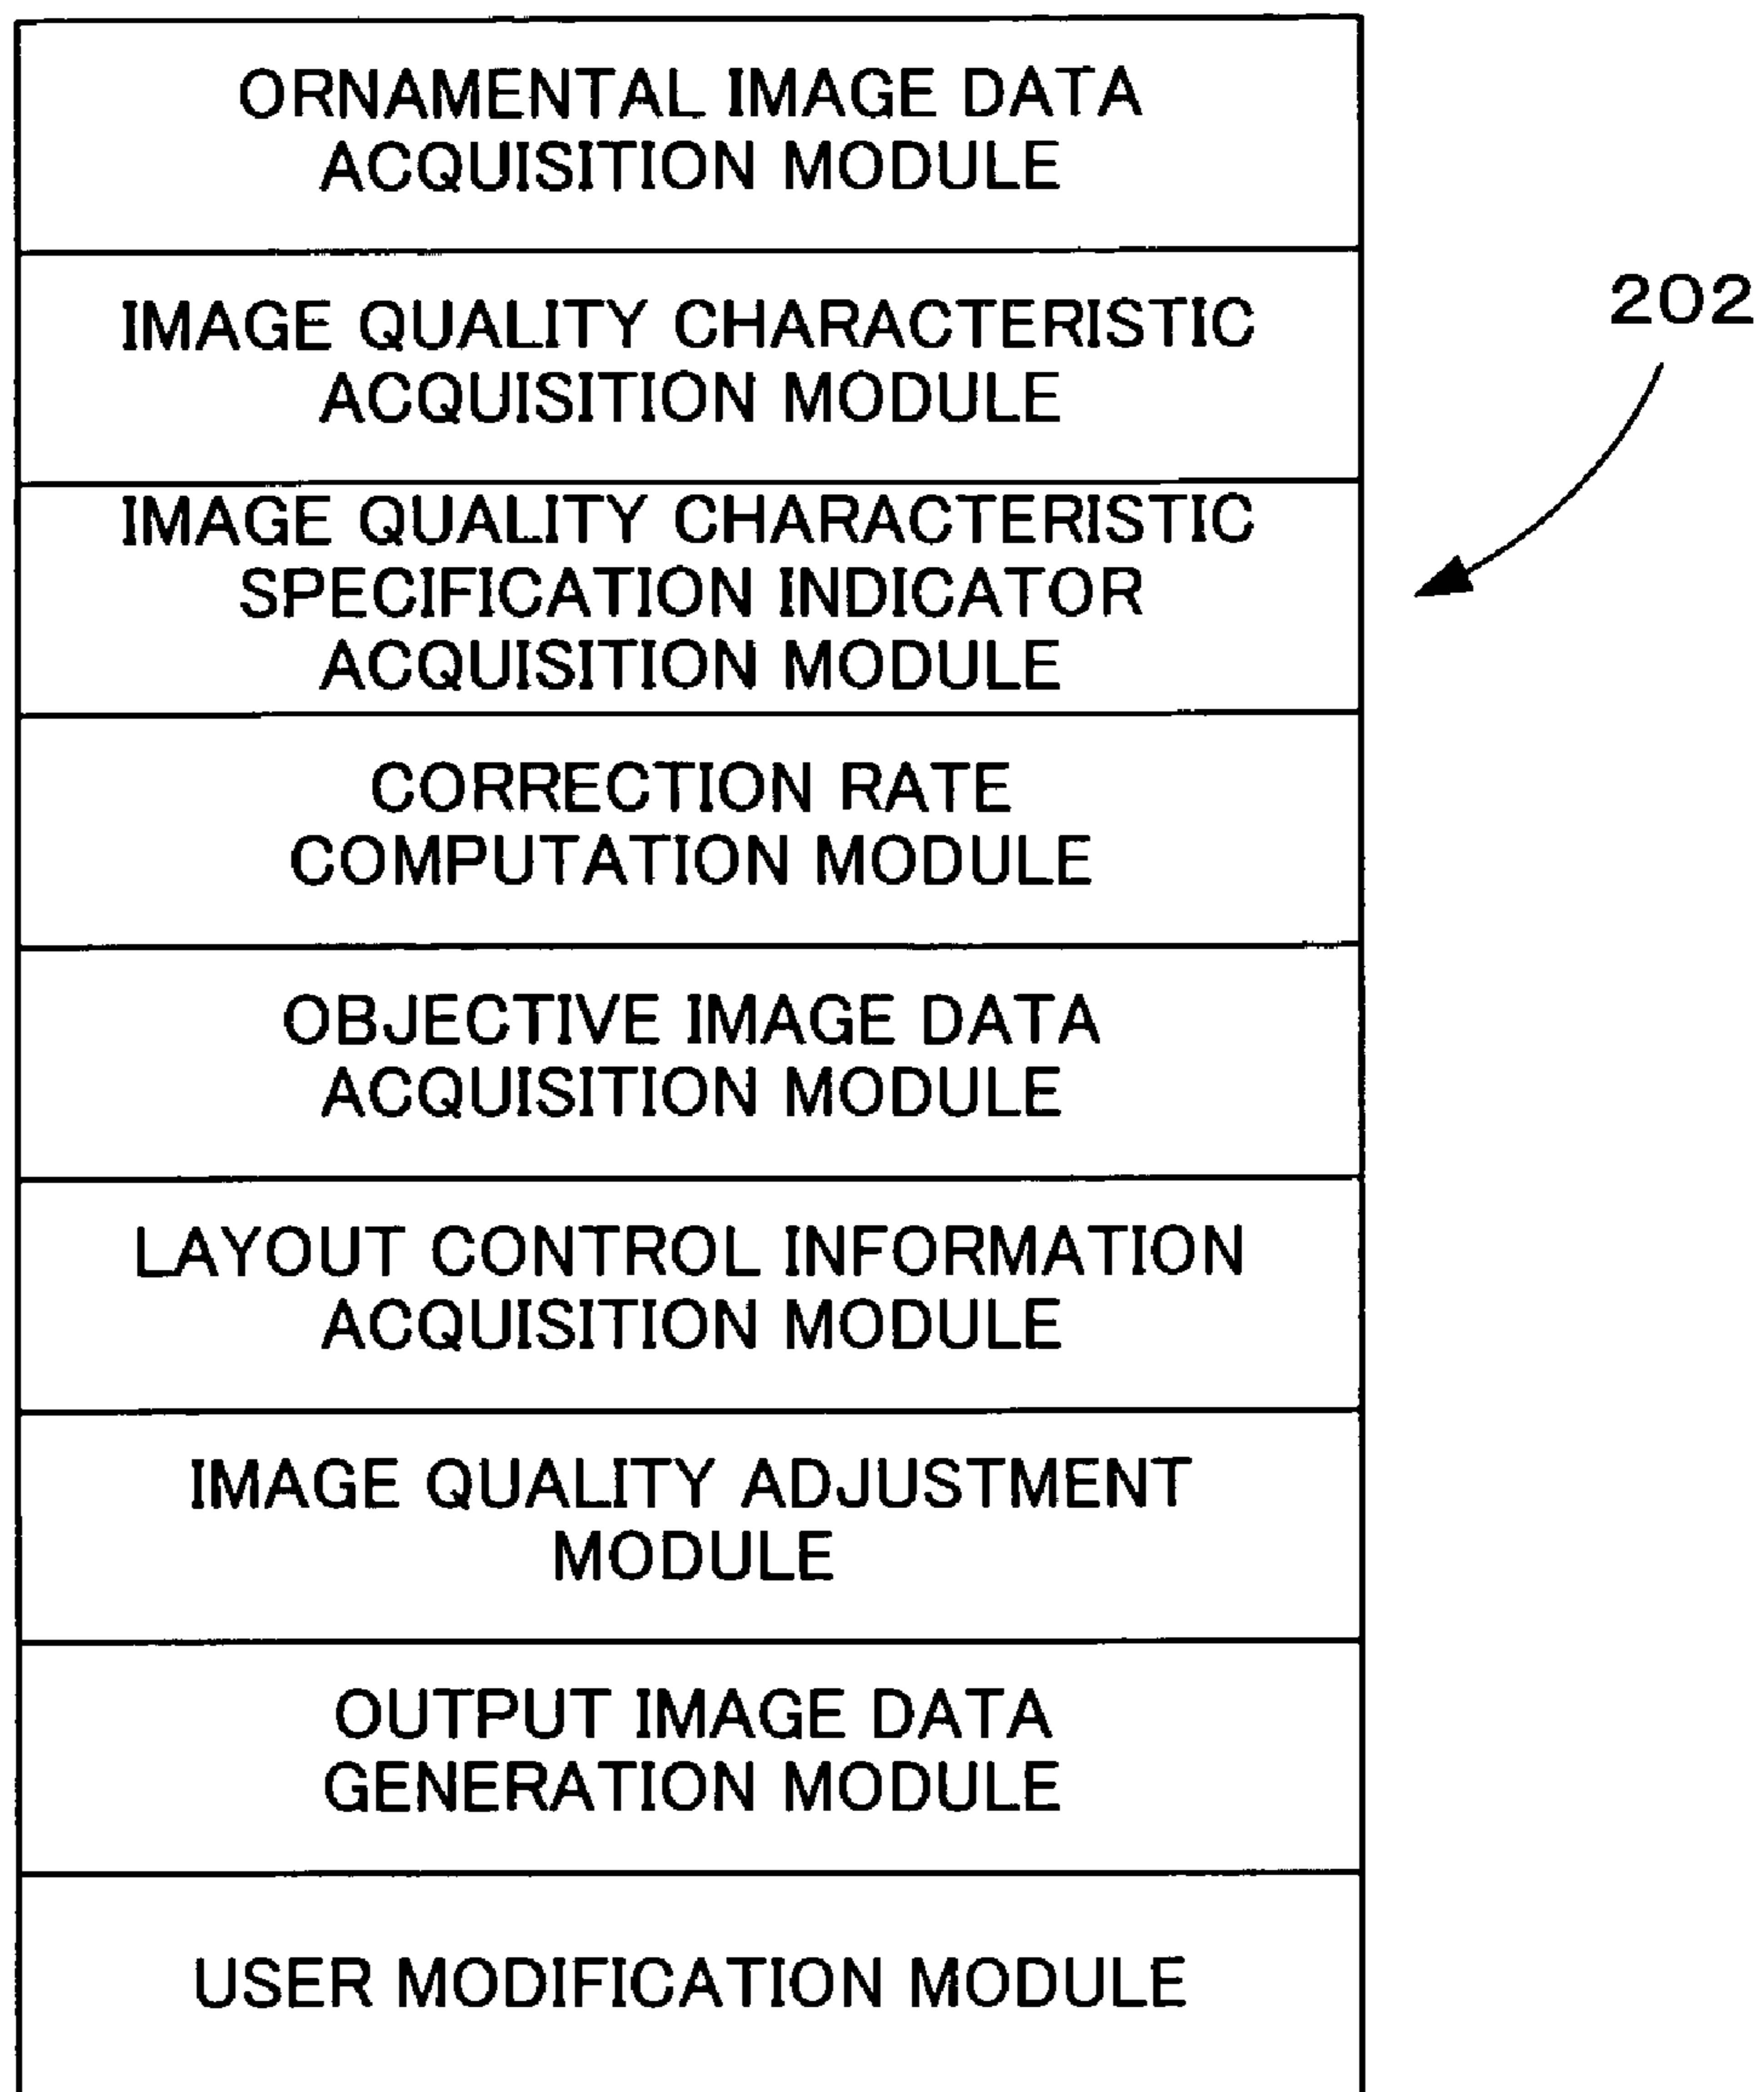 ORNAMENTAL IMAGE DATA
ACQUISITION MODULE
IMAGE QUALITY CHARACTERISTIC
ACQUISITION MODULE
202
IMAGE QUALITY CHARACTERISTIC
SPECIFICATION INDICATOR
ACQUISITION MODULE
CORRECTION RATE
COMPUTATION MODULE
OBJECTIVE IMAGE DATA
ACQUISITION MODULE
LAYOUT CONTROL INFORMATION
ACQUISITION MODULE
IMAGE QUALITY ADJUSTMENT
MODULE
OUTPUT IMAGE DATA
GENERATION MODULE
USER MODIFICATION MODULE